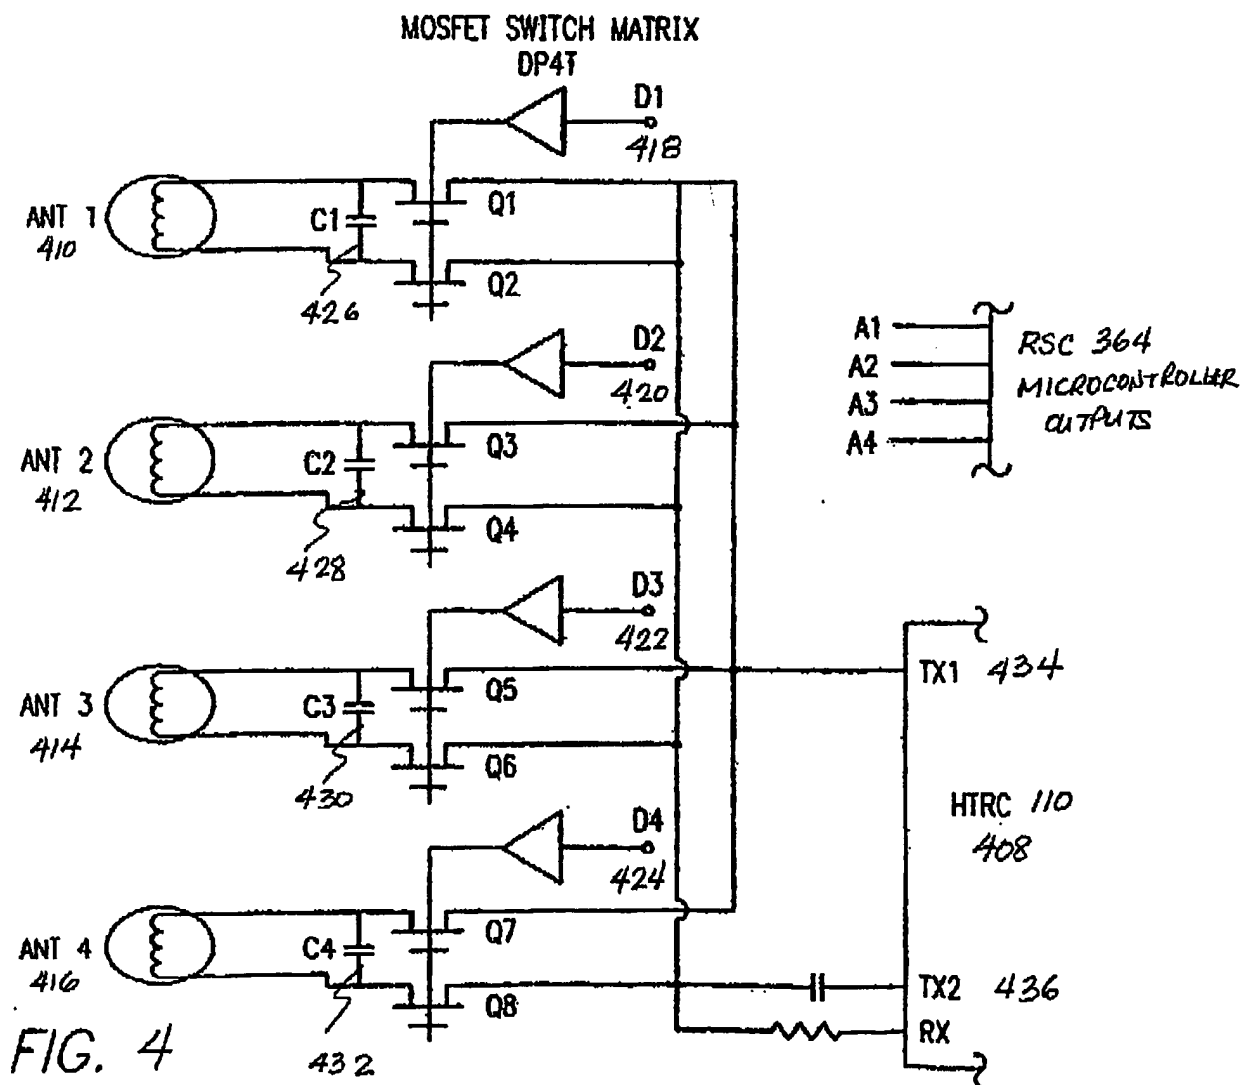 MOSFET SWITCH MATRIX
DP4T
D1
418
Q1
ANT 1
410
C1
Q2
426
D2
420
A1
A2
A3
A4
RSC 364
MICROCONTROLLER
OUTPUTS
Q3
ANT 2
412
C2
Q4
428
D3
422
TX1 434
Q5
ANT 3
414
C3
Q6
430
HTRC 110
408
D4
424
Q7
ANT 4
416
C4
TX2 436
Q8
RX
432
FIG. 4